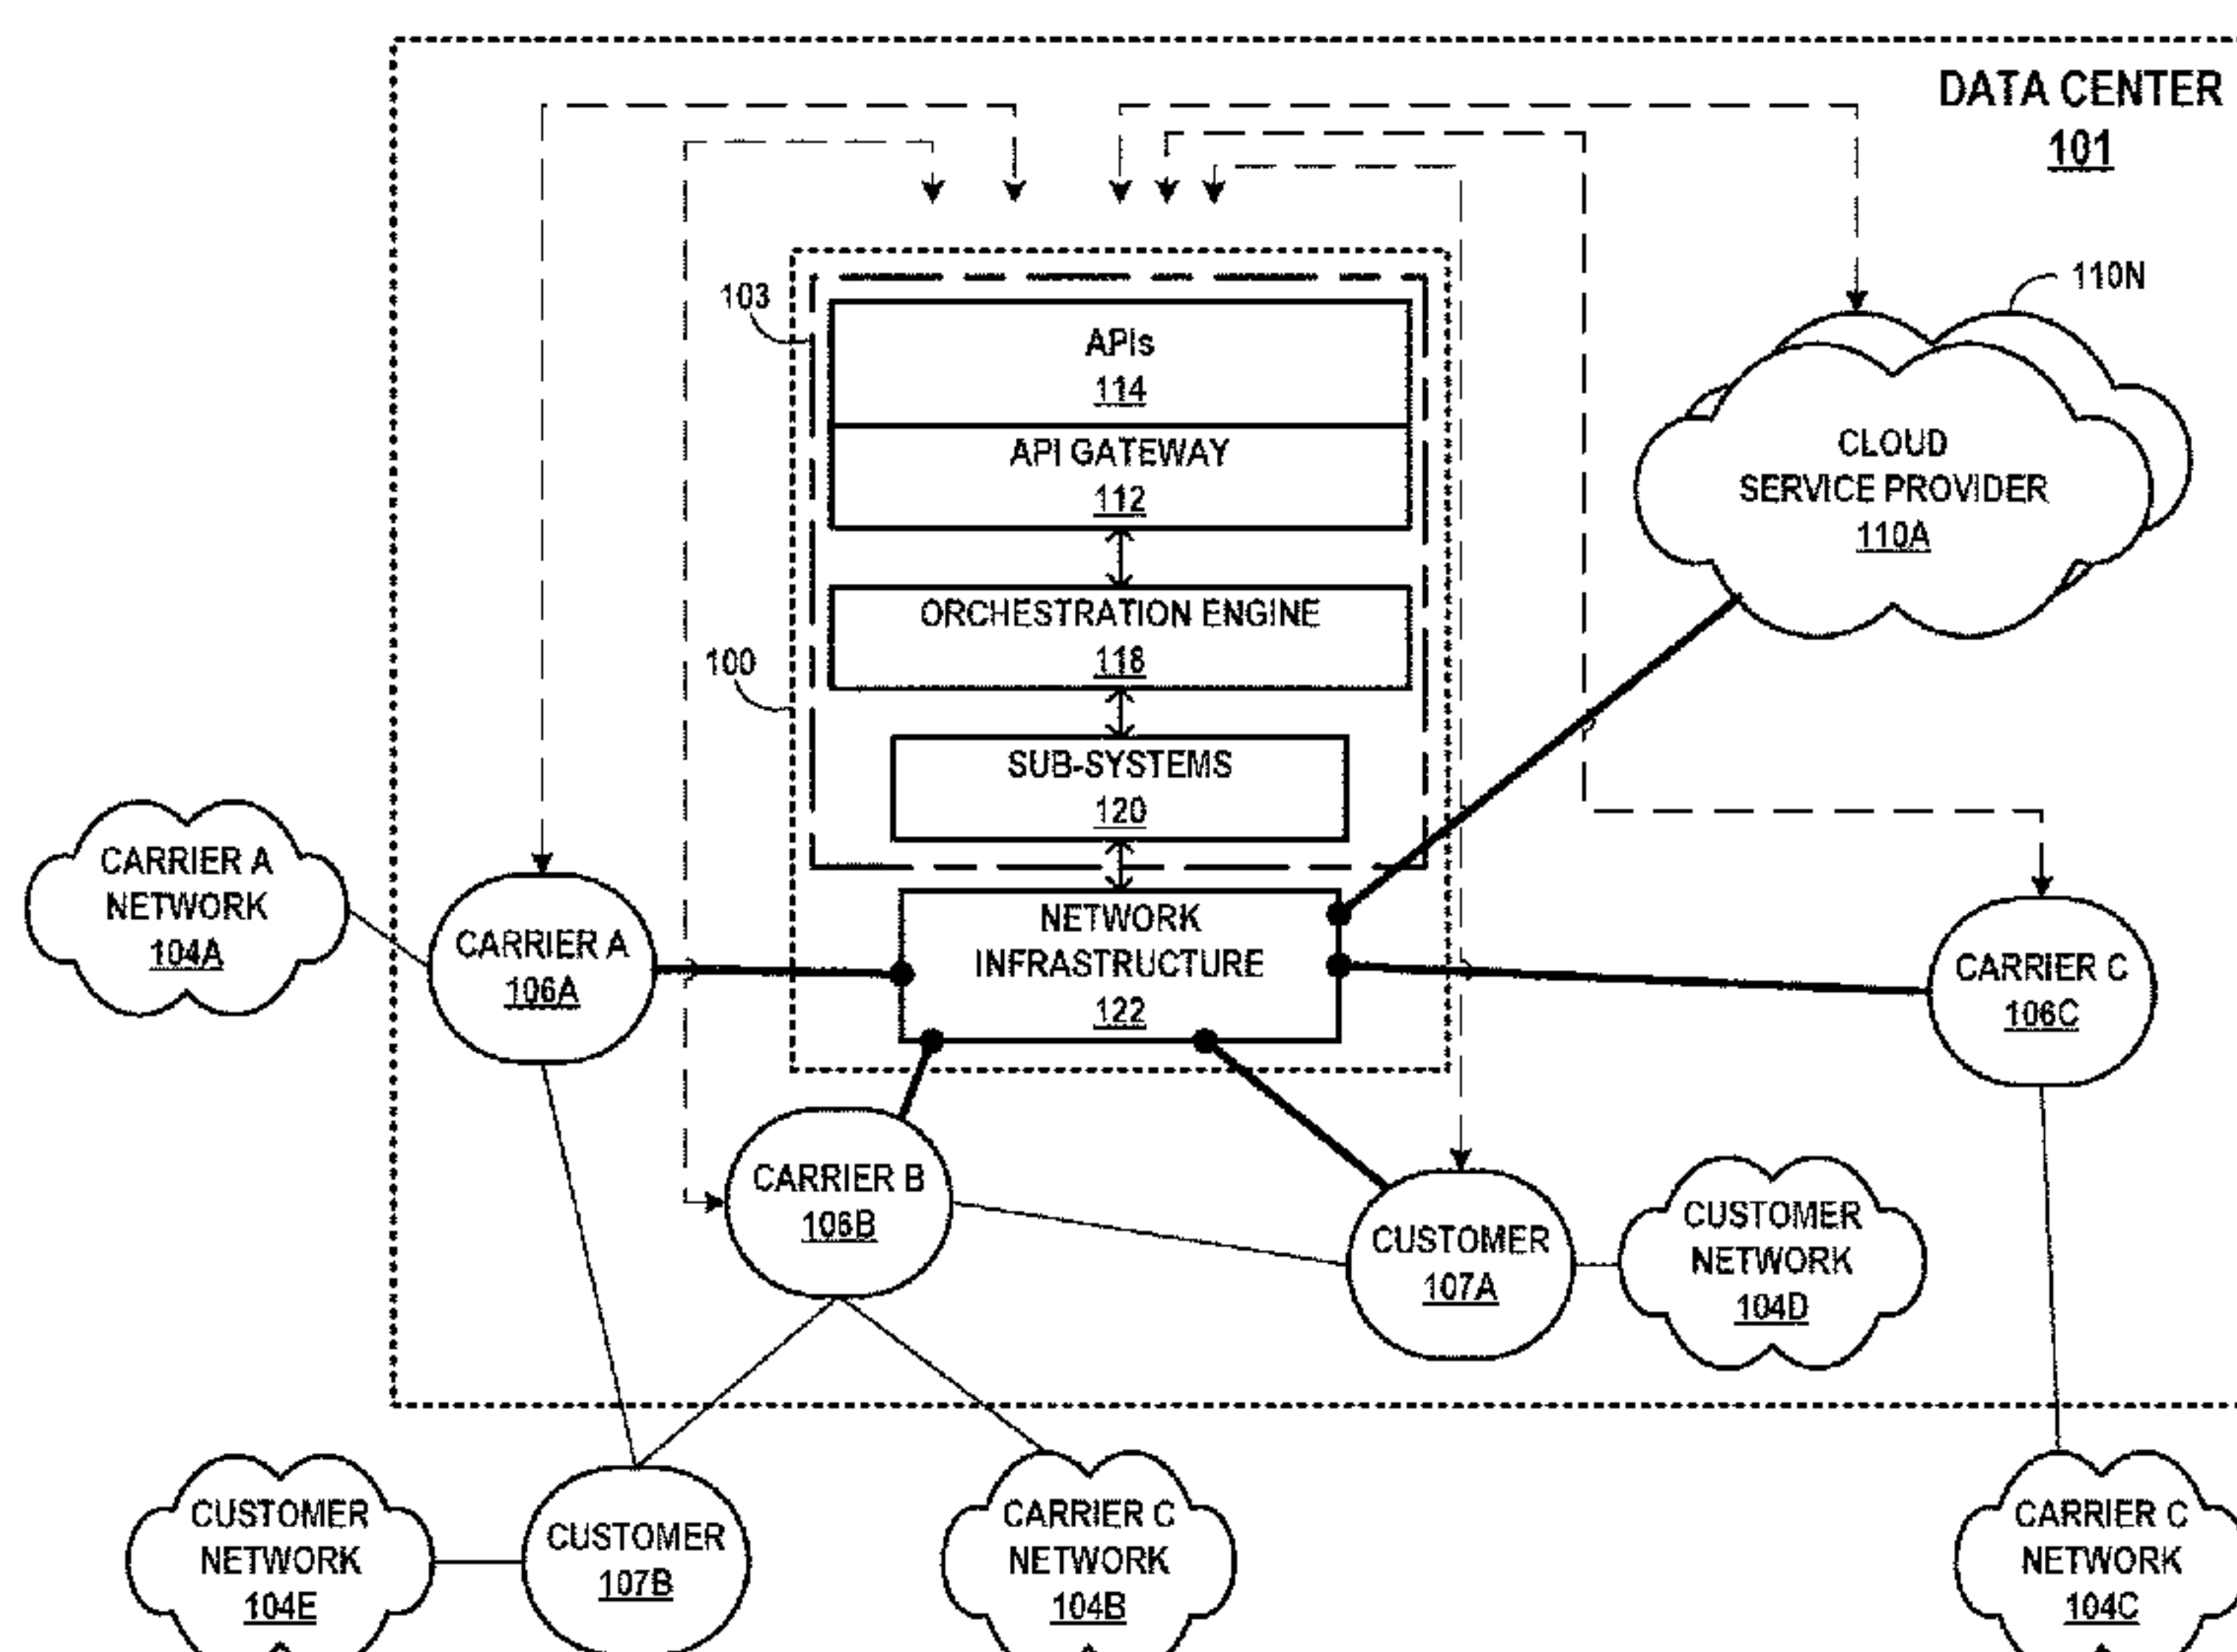 DATA CENTER
101
110N
103
APIs
114
API GATEWAY
112
CLOUD
SERVICE PROVIDER
110A
ORCHESTRATION ENGINE
118
100
SUB-SYSTEMS
120
CARRIER A
NETWORK
104A
CARRIER A
106A
NETWORK
INFRASTRUCTURE
122
CARRIER C
106C
CARRIER B
106B
CUSTOMER
107A
CUSTOMER
NETWORK
104D
CUSTOMER
NETWORK
104E
CUSTOMER
107B
CARRIER C
NETWORK
104B
CARRIER C
NETWORK
104C